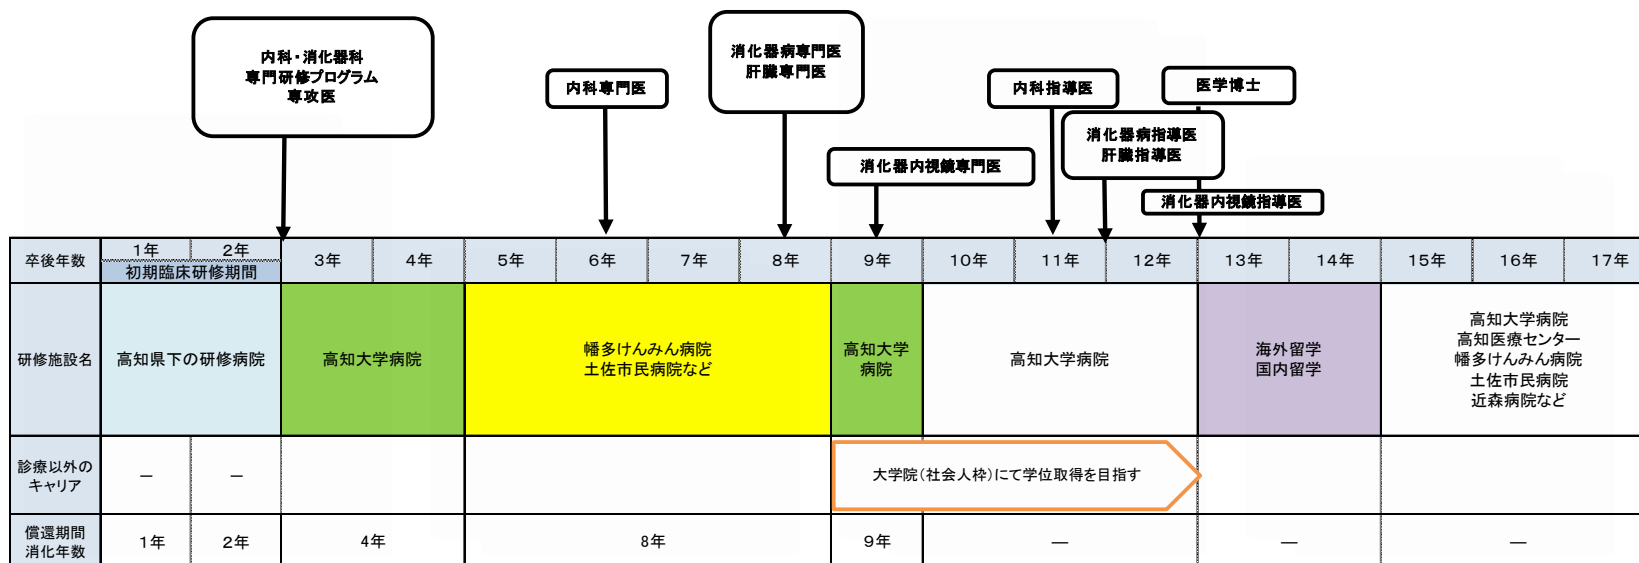 内科・消化器科
専門研修プログラム
専攻医
内科専門医
消化器病専門医
肝臓専門医
消化器内視鏡専門医
内科指導医
医学博士
消化器病指導医
肝臓指導医
消化器内視鏡指導医
卒後年数
1年
2年
初期臨床研修期間
3年
4年
5年
6年
7年
8年
9年
10年
11年
12年
13年
14年
15年
16年
17年
研修施設名
高知県下の研修病院
高知大学病院
幡多けんみん病院
土佐市民病院など
高知大学
病院
高知大学病院
海外留学
国内留学
高知大学病院
高知医療センター
幡多けんみん病院
土佐市民病院
近森病院など
診療以外の
キャリア
―
―
大学院（社会人枠）にて学位取得を目指す
償還期間
消化年数
1年
2年
4年
8年
9年
―
―
―